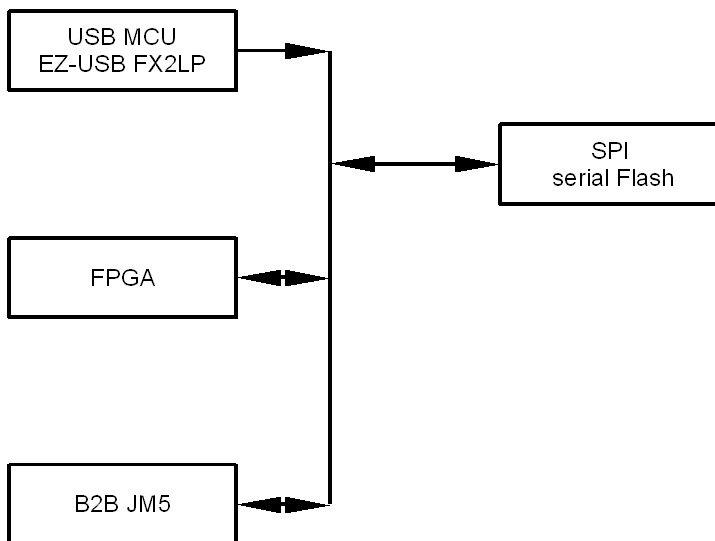 USB MCU
EZ-USB FX2LP
SPI
serial Flash
FPGA
B2B JM5